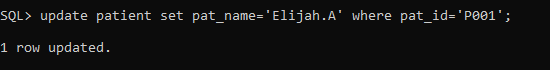 SQL> update patient set pat_name='Elijah.A' where pat_id='P001';
1 row updated.